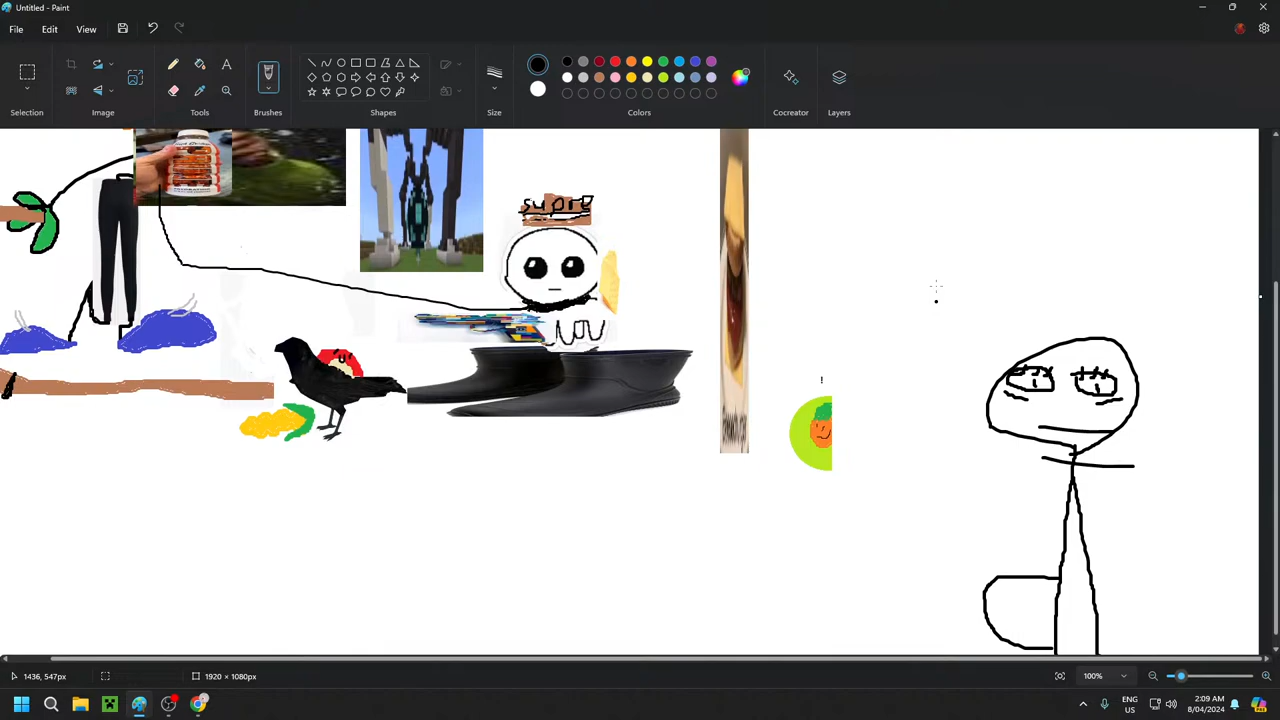 Untitled - Paint
File Edit View
Selection Image Tools Brushes Shapes Size Colors Cocreator Layers
supre
!
1436, 547px
1920 × 1080px
100%
ENG
US
2:09 AM
8/04/2024